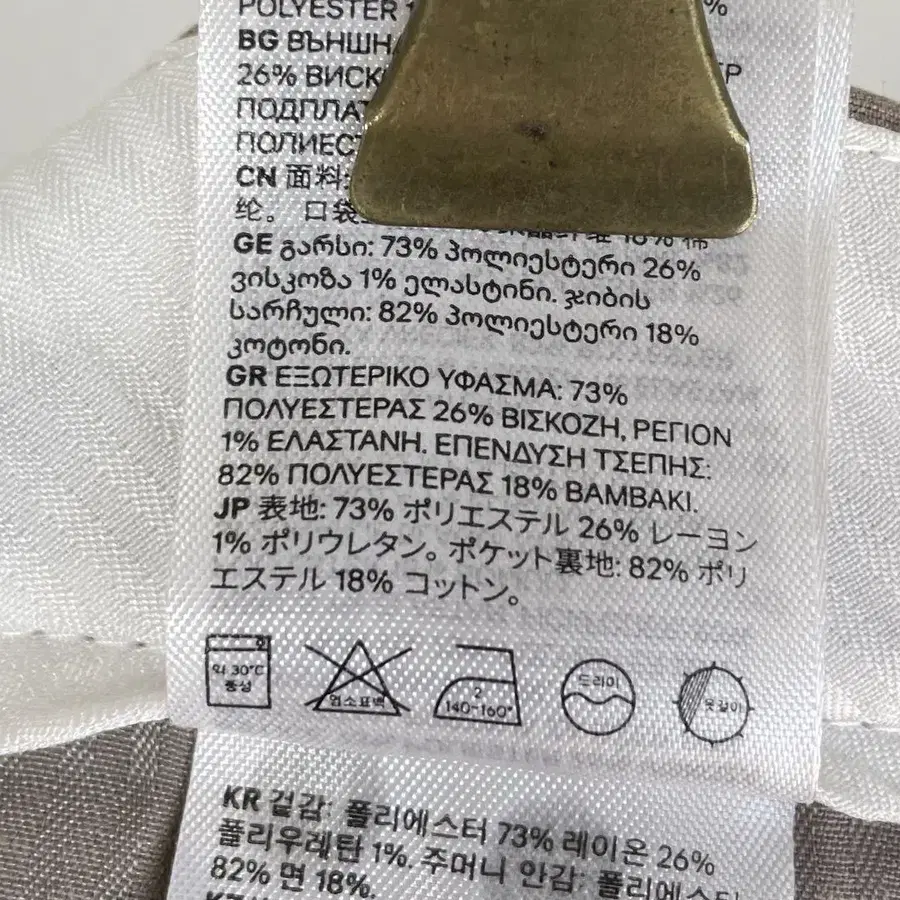 POLYESTER %
BG ВЪНШН
26% ВИСК
ПОДПЛАТ
ПОЛИЕСТ
CN 面料:
纶。 口袋 18% 棉
GE გარსი: 73% პოლიესტერი 26%
ვისკოზა 1% ელასტინი. ჯიბის
სარჩული: 82% პოლიესტერი 18%
კოტონი.
GR ΕΞΩΤΕΡΙΚΟ ΥΦΑΣΜΑ: 73%
ΠΟΛΥΕΣΤΕΡΑΣ 26% ΒΙΣΚΟΖΗ, ΡΕΓΙΟΝ
1% ΕΛΑΣΤΑΝΗ. ΕΠΕΝΔΥΣΗ ΤΣΕΠΗΣ:
82% ΠΟΛΥΕΣΤΕΡΑΣ 18% ΒΑΜΒΑΚΙ.
JP 表地: 73% ポリエステル 26% レーヨン
1% ポリウレタン。ポケット裏地: 82% ポリ
エステル 18% コットン。
약 30°C
중성
염소표백
2
140~160°
드라이
옷걸이
KR 겉감: 폴리에스터 73% 레이온 26%
폴리우레탄 1%. 주머니 안감: 폴리에스터
82% 면 18%.